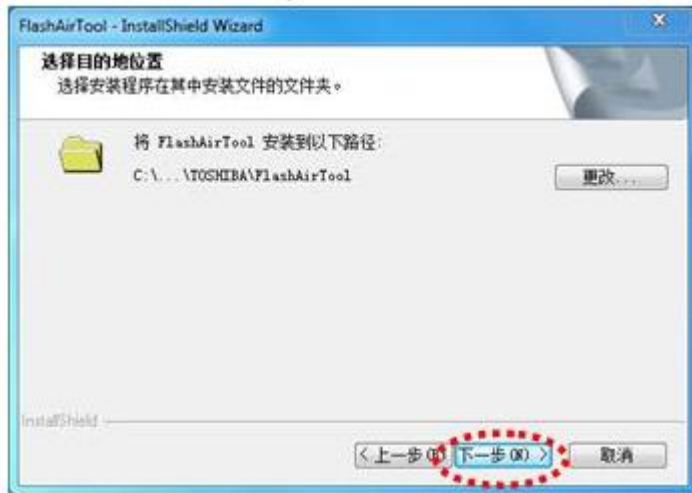 FlashAirTool - InstallShield Wizard
选择目的地位置
选择安装程序在其中安装文件的文件夹。
将 FlashAirTool 安装到以下路径:
C:\...\TOSHIBA\FlashAirTool
更改...
InstallShield
<上一步(B) 下一步(N) > 取消